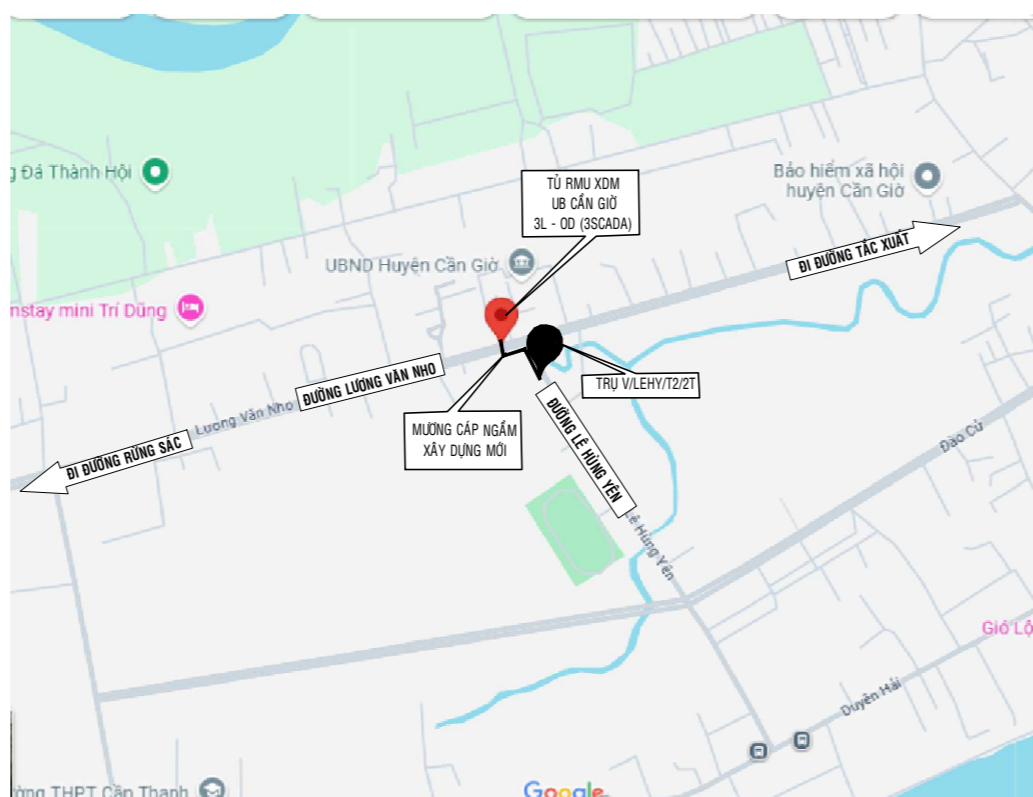 Đá Thành Hội
TỦ RMU XDM
UB CẦN GIỜ
3L - OD (3SCADA)
Bảo hiểm xã hội
huyện Cần Giờ
ĐI ĐƯỜNG TẮC XUẤT
UBND Huyện Cần Giờ
mini Trí Dũng
ĐƯỜNG LƯƠNG VĂN NHO
TRỤ V/LEHY/T2/2T
Lương Văn Nho
MƯƠNG CÁP NGẦM
XÂY DỰNG MỚI
ĐƯỜNG LÊ HÙNG YÊN
ĐI ĐƯỜNG RỪNG SÁC
Đào Cử
Lê Hùng Yên
Gió Lộ
Duyên Hải
THPT Cần Thạnh
Google